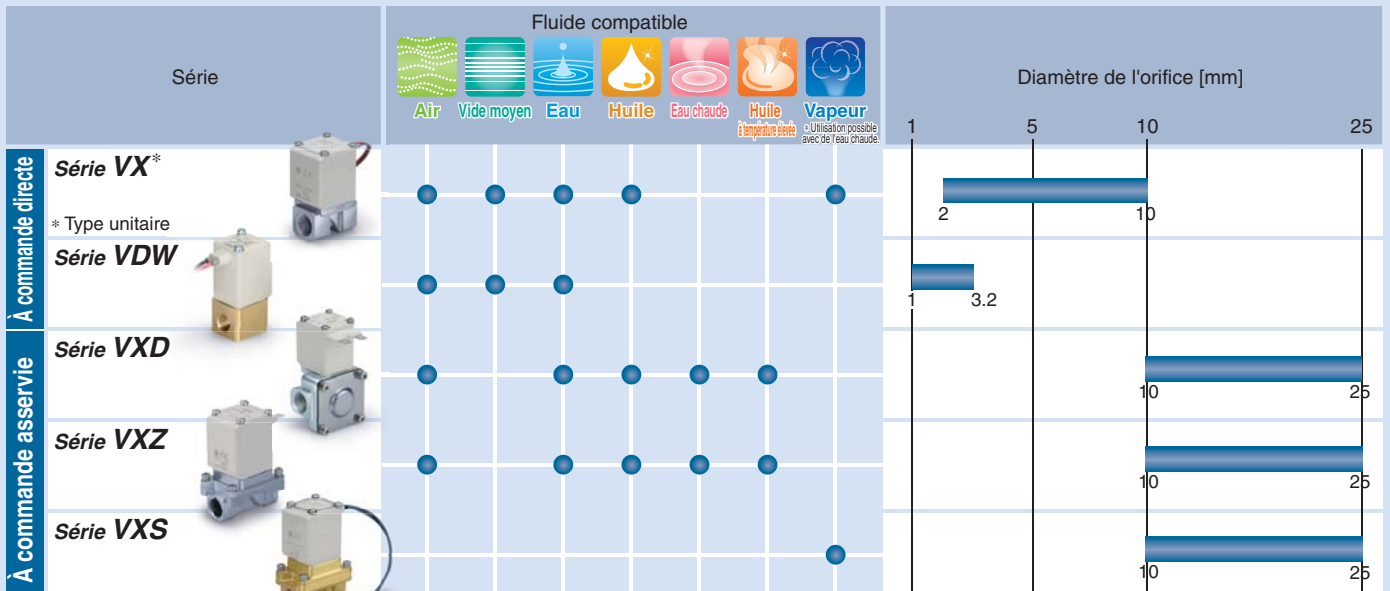 Série
Fluide compatible
Air
Vide moyen
Eau
Huile
Eau chaude
Huile
à température élevée
Vapeur
* Utilisation possible
avec de l'eau chaude.
Diamètre de l'orifice [mm]
1 5 10 25
À commande directe
Série VX*
* Type unitaire
2 10
Série VDW
1 3.2
À commande asservie
Série VXD
10 25
Série VXZ
10 25
Série VXS
10 25